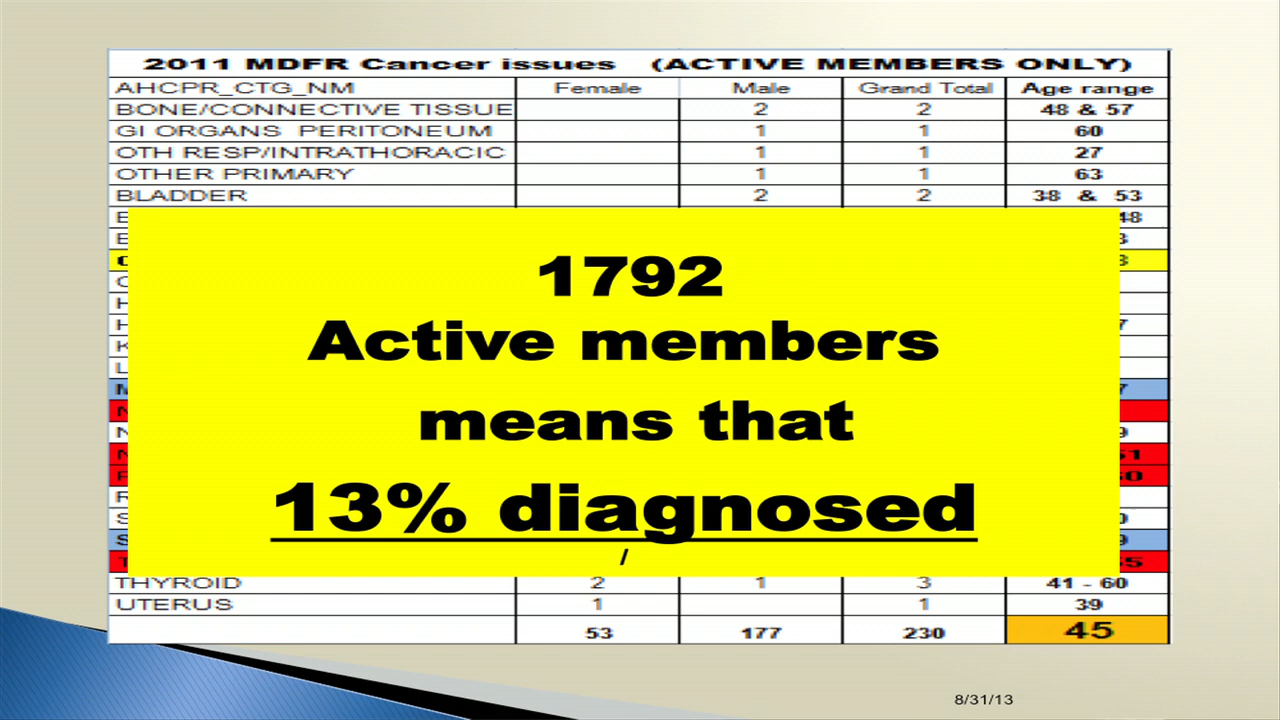 2011 MDFR Cancer issues (ACTIVE MEMBERS ONLY)
AHCPR_CTG_NM Female Male Grand Total Age range
BONE/CONNECTIVE TISSUE 2 2 48 & 57
GI ORGANS PERITONEUM 1 1 60
OTH RESP/INTRATHORACIC 1 1 27
OTHER PRIMARY 1 1 63
BLADDER 2 2 38 & 53
1792
Active members
means that
13% diagnosed
/
THYROID 2 1 3 41 - 60
UTERUS 1 1 39
53 177 230 45
8/31/13